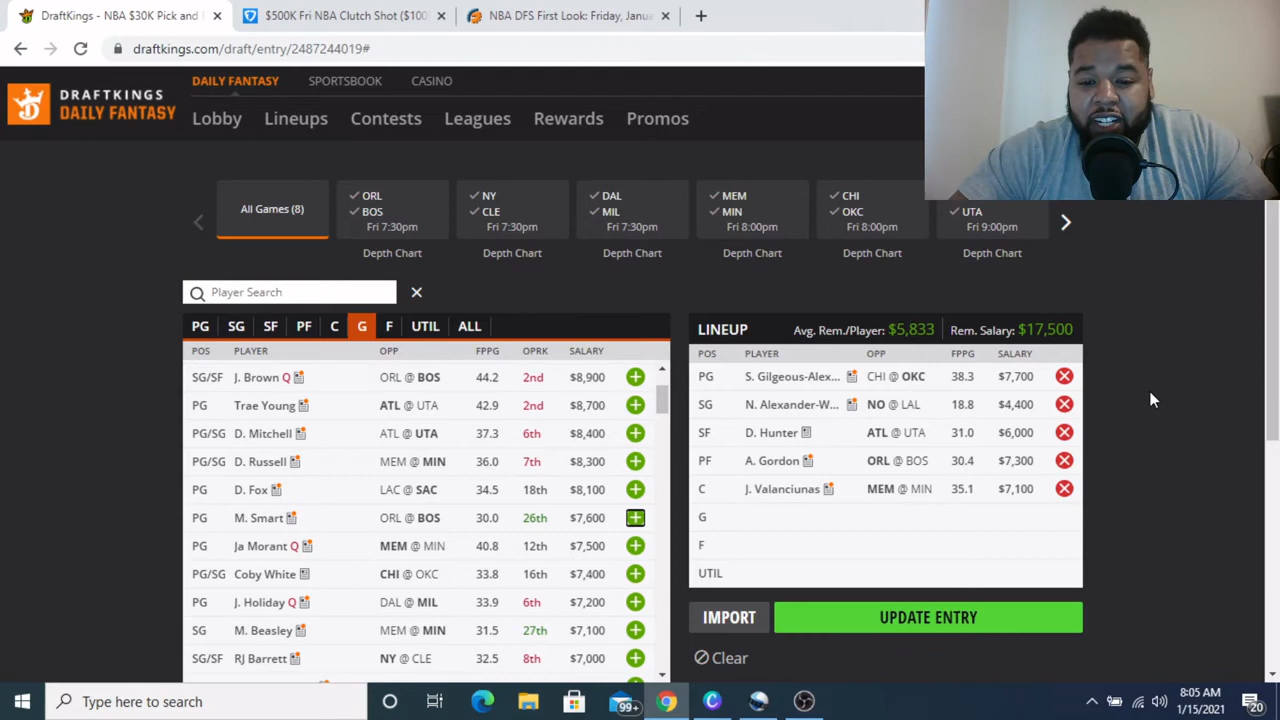 DraftKings - NBA $30K Pick and F
$500K Fri NBA Clutch Shot ($100
NBA DFS First Look: Friday, Janua
draftkings.com/draft/entry/2487244019#
DRAFTKINGS
DAILY FANTASY
DAILY FANTASY SPORTSBOOK CASINO
Lobby Lineups Contests Leagues Rewards Promos
All Games (8)
ORL
BOS
Fri 7:30pm
NY
CLE
Fri 7:30pm
DAL
MIL
Fri 7:30pm
MEM
MIN
Fri 8:00pm
CHI
OKC
Fri 8:00pm
UTA
Fri 9:00pm
Depth Chart Depth Chart Depth Chart Depth Chart Depth Chart Depth Chart
Player Search
PG SG SF PF C G F UTIL ALL
POS PLAYER OPP FPPG OPRK SALARY
SG/SF J. Brown Q ORL @ BOS 44.2 2nd $8,900
PG Trae Young ATL @ UTA 42.9 2nd $8,700
PG/SG D. Mitchell ATL @ UTA 37.3 6th $8,400
PG/SG D. Russell MEM @ MIN 36.0 7th $8,300
PG D. Fox LAC @ SAC 34.5 18th $8,100
PG M. Smart ORL @ BOS 30.0 26th $7,600
PG Ja Morant Q MEM @ MIN 40.8 12th $7,500
PG/SG Coby White CHI @ OKC 33.8 16th $7,400
PG J. Holiday Q DAL @ MIL 33.9 6th $7,200
SG M. Beasley MEM @ MIN 31.5 27th $7,100
SG/SF RJ Barrett NY @ CLE 32.5 8th $7,000
LINEUP Avg. Rem./Player: $5,833 Rem. Salary: $17,500
POS PLAYER OPP FPPG SALARY
PG S. Gilgeous-Alex... CHI @ OKC 38.3 $7,700
SG N. Alexander-W... NO @ LAL 18.8 $4,400
SF D. Hunter ATL @ UTA 31.0 $6,000
PF A. Gordon ORL @ BOS 30.4 $7,300
C J. Valanciunas MEM @ MIN 35.1 $7,100
G
F
UTIL
IMPORT UPDATE ENTRY
Clear
Type here to search
99+
8:05 AM
1/15/2021
20